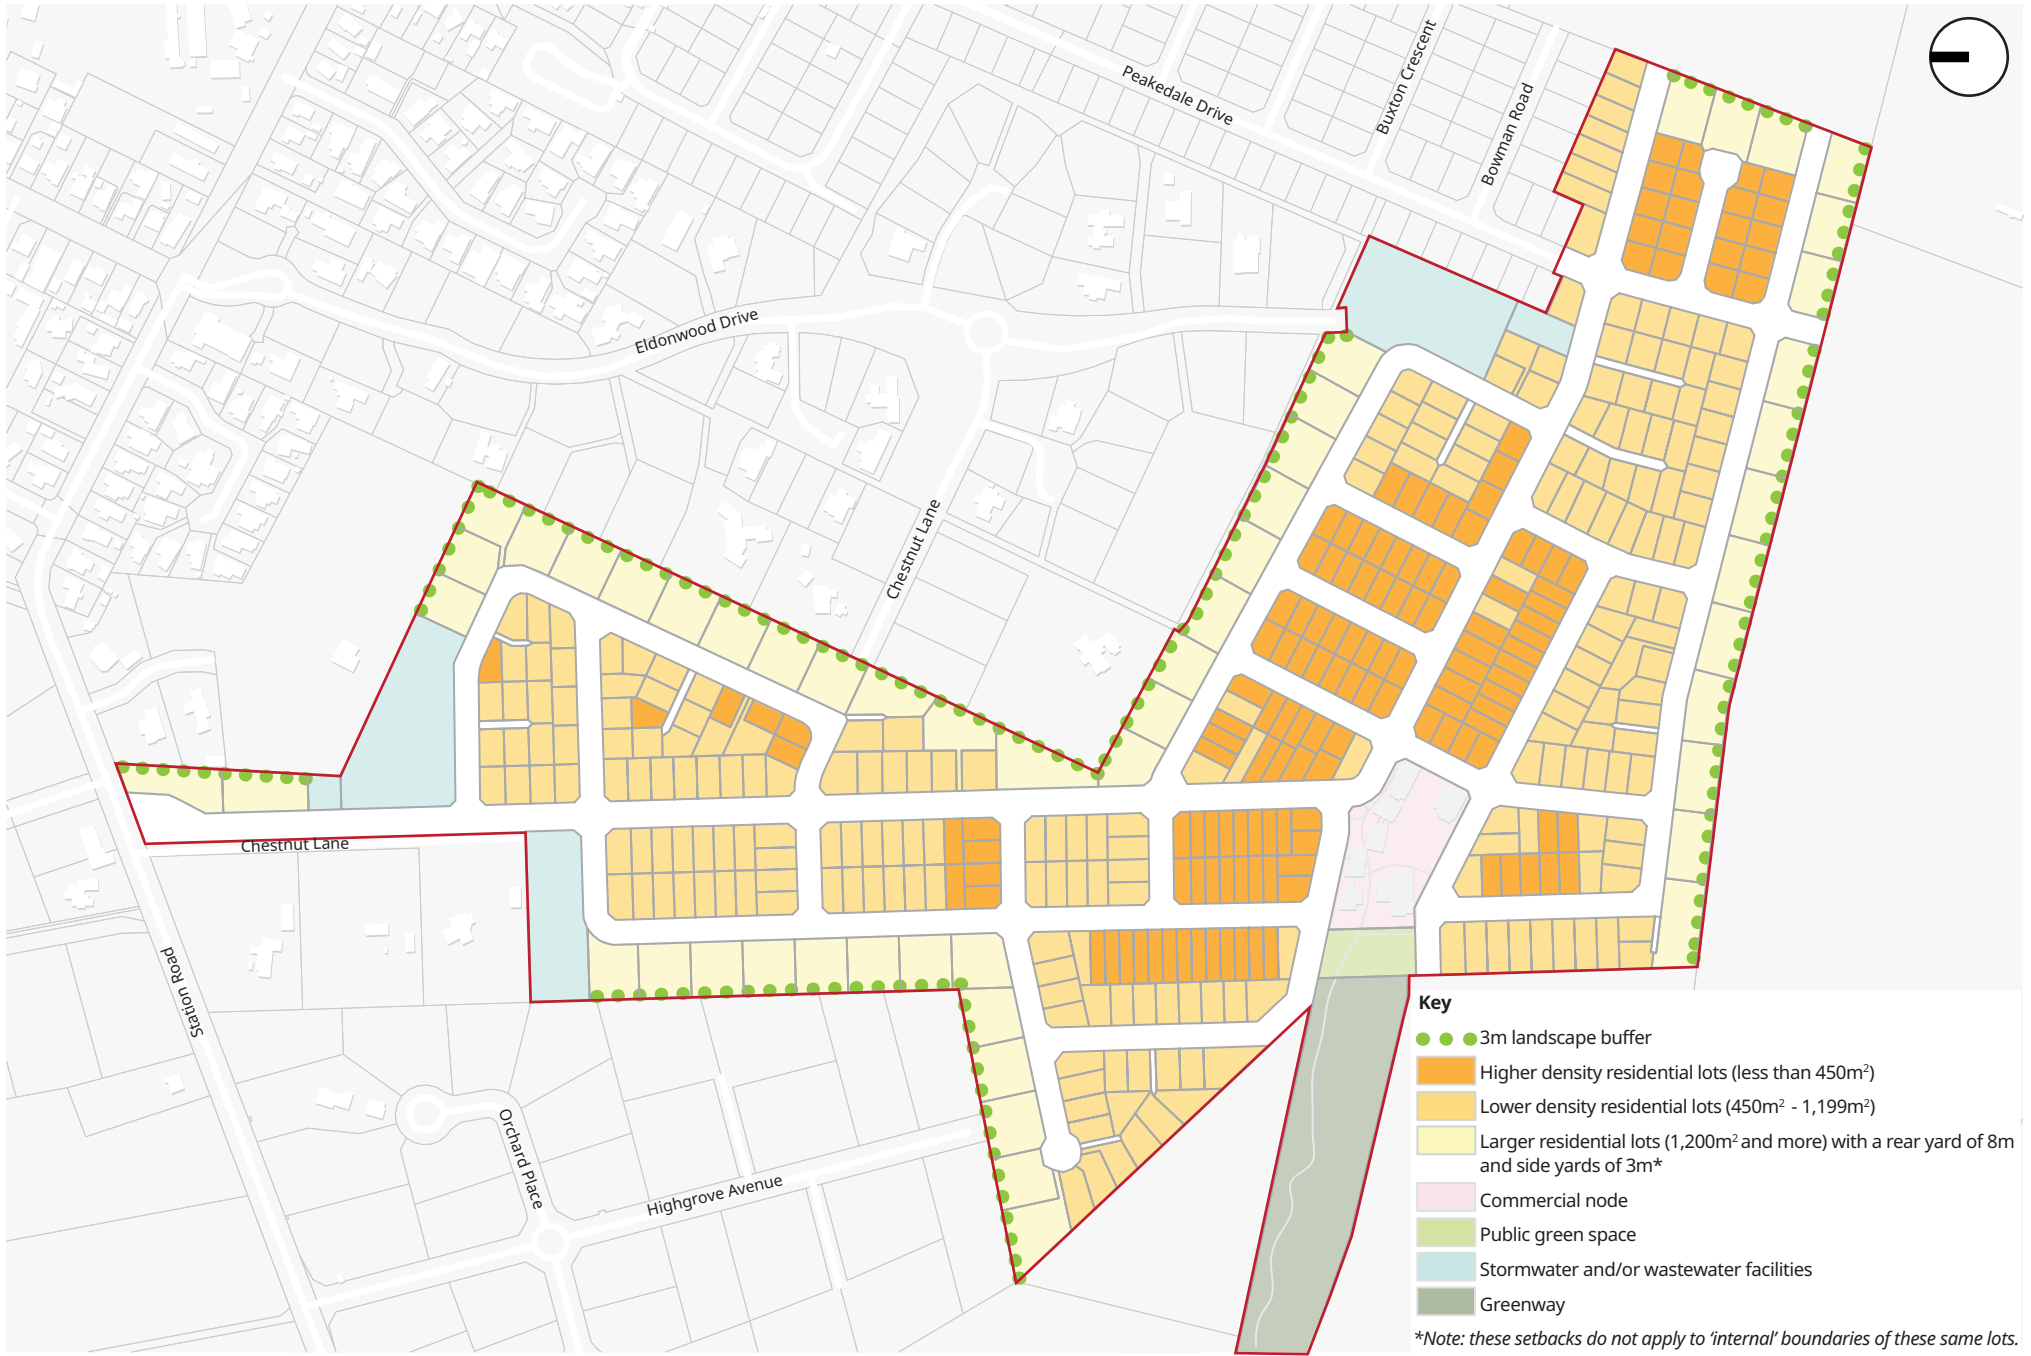 Peakedale Drive
Buxton Crescent
Bowman Road
Eldonwood Drive
Chestnut Lane
Chestnut Lane
Station Road
Orchard Place
Highgrove Avenue
Key
3m landscape buffer
Higher density residential lots (less than 450m²)
Lower density residential lots (450m² - 1,199m²)
Larger residential lots (1,200m² and more) with a rear yard of 8m
and side yards of 3m*
Commercial node
Public green space
Stormwater and/or wastewater facilities
Greenway
*Note: these setbacks do not apply to ‘internal’ boundaries of these same lots.